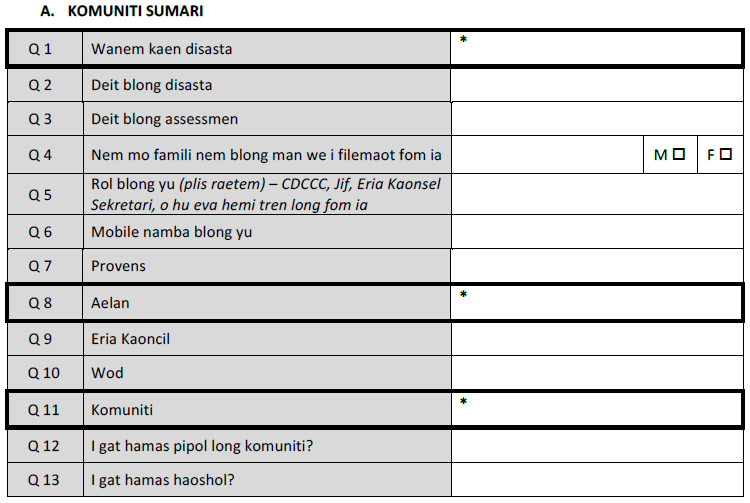 A. KOMUNITI SUMARI
Q 1 Wanem kaen disasta *
Q 2 Deit blong disasta
Q 3 Deit blong assessmen
Q 4 Nem mo famili nem blong man we i filemaot fom ia M ☐ F ☐
Q 5 Rol blong yu (plis raetem) – CDCCC, Jif, Eria Kaonsel
Sekretari, o hu eva hemi tren long fom ia
Q 6 Mobile namba blong yu
Q 7 Provens
Q 8 Aelan *
Q 9 Eria Kaoncil
Q 10 Wod
Q 11 Komuniti *
Q 12 I gat hamas pipol long komuniti?
Q 13 I gat hamas haoshol?